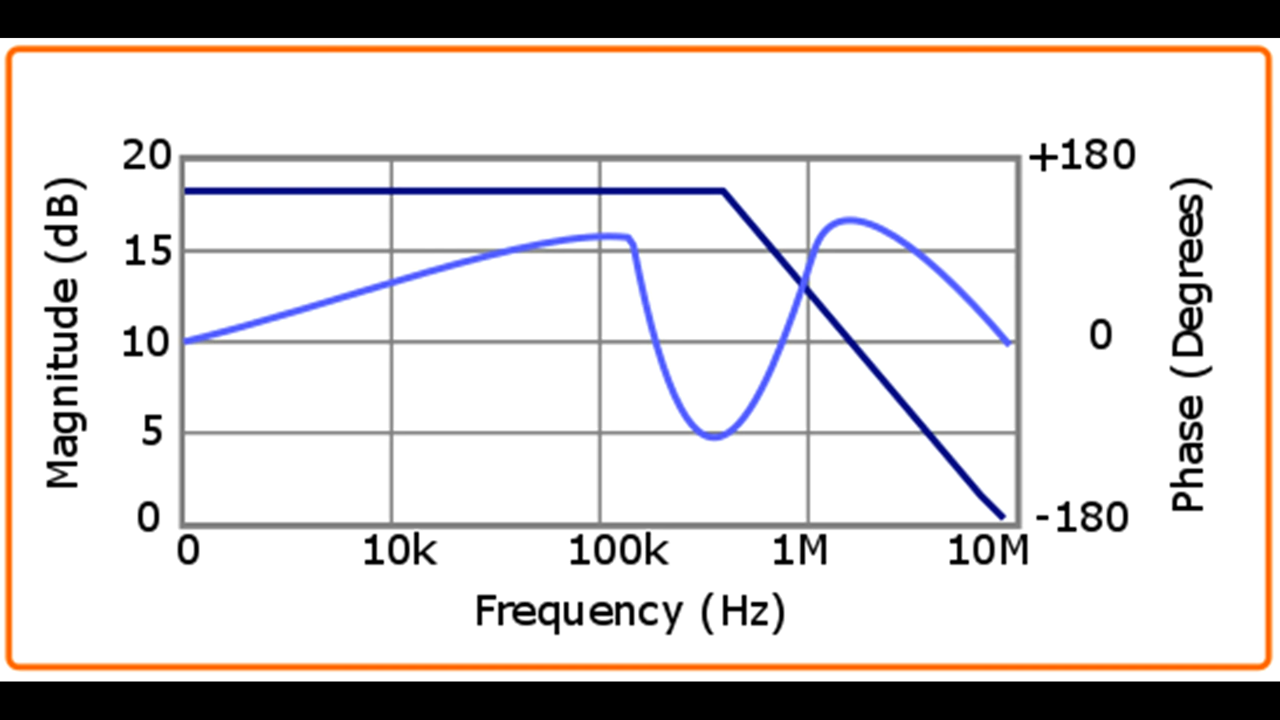 20
+180
15
10
0
5
0
-180
0
10k
100k
1M
10M
Magnitude (dB)
Phase (Degrees)
Frequency (Hz)